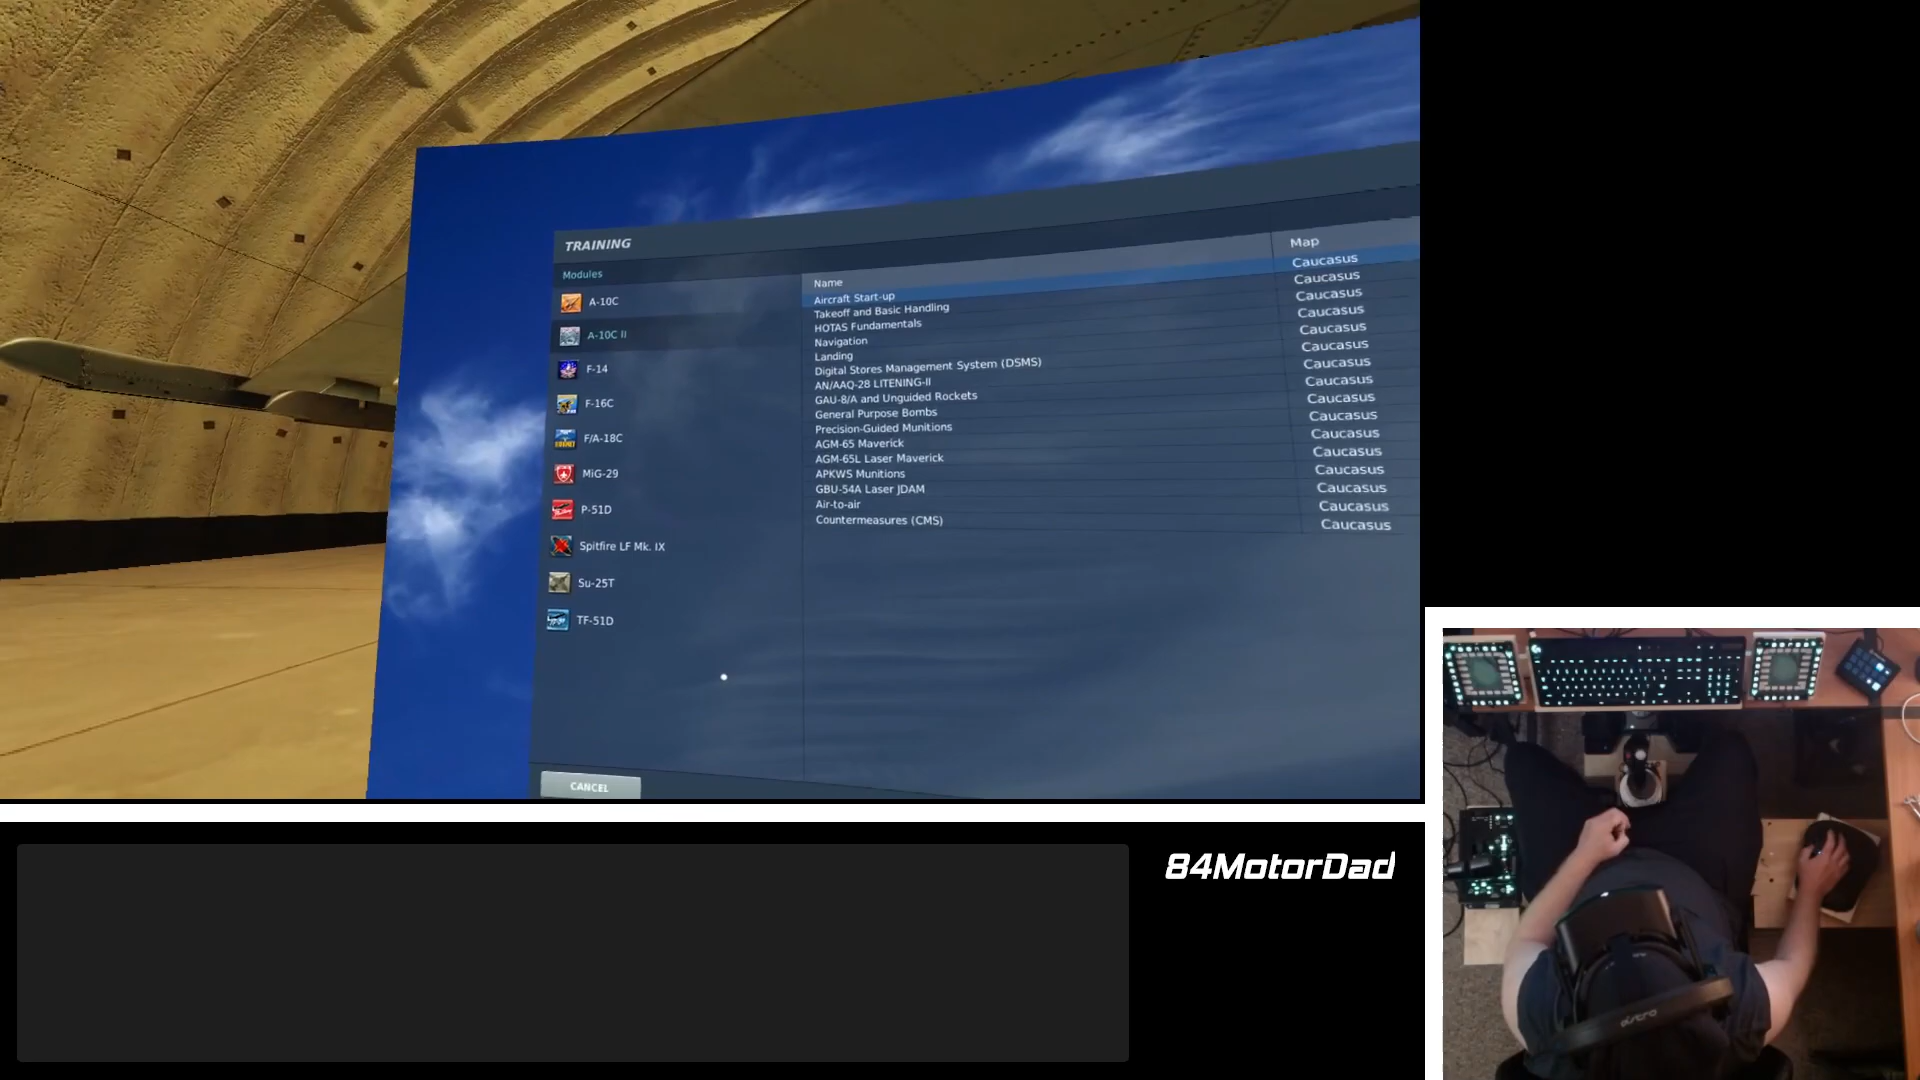 TRAINING
Modules
A-10C
A-10C II
F-14
F-16C
F/A-18C
MiG-29
P-51D
Spitfire LF Mk. IX
Su-25T
TF-51D
CANCEL
Name Map
Aircraft Start-up Caucasus
Takeoff and Basic Handling Caucasus
HOTAS Fundamentals Caucasus
Navigation Caucasus
Landing Caucasus
Digital Stores Management System (DSMS) Caucasus
AN/AAQ-28 LITENING-II Caucasus
GAU-8/A and Unguided Rockets Caucasus
General Purpose Bombs Caucasus
Precision-Guided Munitions Caucasus
AGM-65 Maverick Caucasus
AGM-65L Laser Maverick Caucasus
APKWS Munitions Caucasus
GBU-54A Laser JDAM Caucasus
Air-to-air Caucasus
Countermeasures (CMS) Caucasus
84MotorDad
astro